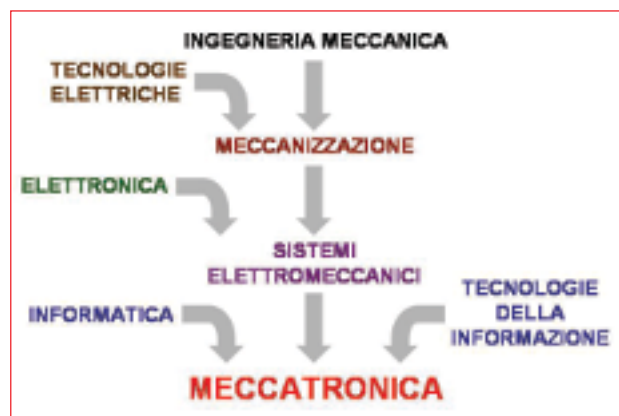 INGEGNERIA MECCANICA
TECNOLOGIE
ELETTRICHE
MECCANIZZAZIONE
ELETTRONICA
SISTEMI
ELETTROMECCANICI
INFORMATICA
TECNOLOGIE
DELLA
INFORMAZIONE
MECCATRONICA